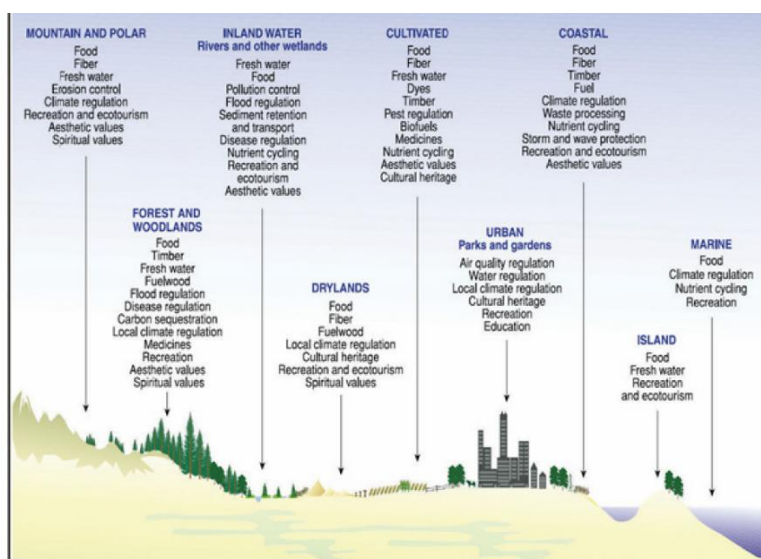 MOUNTAIN AND POLAR
Food
Fiber
Fresh water
Erosion control
Climate regulation
Recreation and ecotourism
Aesthetic values
Spiritual values
INLAND WATER
Rivers and other wetlands
Fresh water
Food
Pollution control
Flood regulation
Sediment retention
and transport
Disease regulation
Nutrient cycling
Recreation and
ecotourism
Aesthetic values
CULTIVATED
Food
Fiber
Fresh water
Dyes
Timber
Pest regulation
Biofuels
Medicines
Nutrient cycling
Aesthetic values
Cultural heritage
COASTAL
Food
Fiber
Timber
Fuel
Climate regulation
Waste processing
Nutrient cycling
Storm and wave protection
Recreation and ecotourism
Aesthetic values
FOREST AND
WOODLANDS
Food
Timber
Fresh water
Fuelwood
Flood regulation
Disease regulation
Carbon sequestration
Local climate regulation
Medicines
Recreation
Aesthetic values
Spiritual values
DRYLANDS
Food
Fiber
Fuelwood
Local climate regulation
Cultural heritage
Recreation and ecotourism
Spiritual values
URBAN
Parks and gardens
Air quality regulation
Water regulation
Local climate regulation
Cultural heritage
Recreation
Education
ISLAND
Food
Fresh water
Recreation
and ecotourism
MARINE
Food
Climate regulation
Nutrient cycling
Recreation